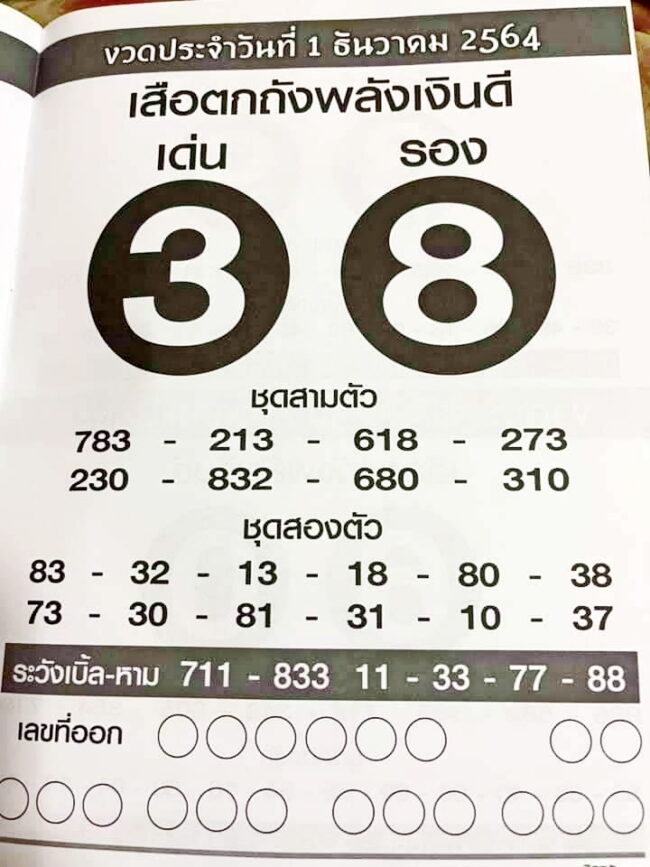 งวดประจำวันที่ 1 ธันวาคม 2564
เสือตกถังพลังเงินดี
เด่น รอง
3 8
ชุดสามตัว
783 - 213 - 618 - 273
230 - 832 - 680 - 310
ชุดสองตัว
83 - 32 - 13 - 18 - 80 - 38
73 - 30 - 81 - 31 - 10 - 37
ระวังเบิ้ล-หาม 711 - 833 11 - 33 - 77 - 88
เลขที่ออก